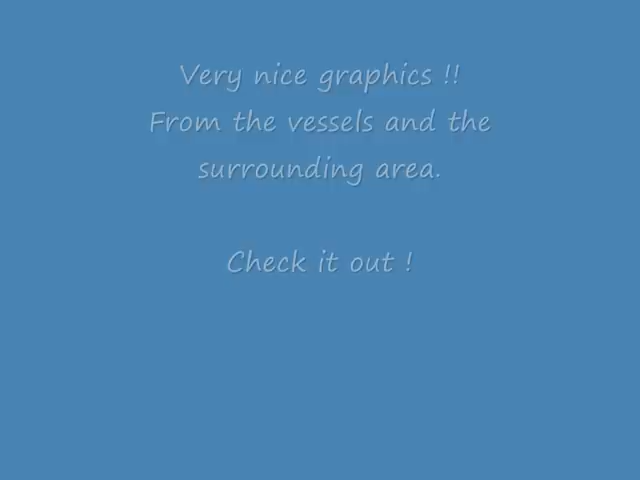 Very nice graphics !!
From the vessels and the
surrounding area.
Check it out !